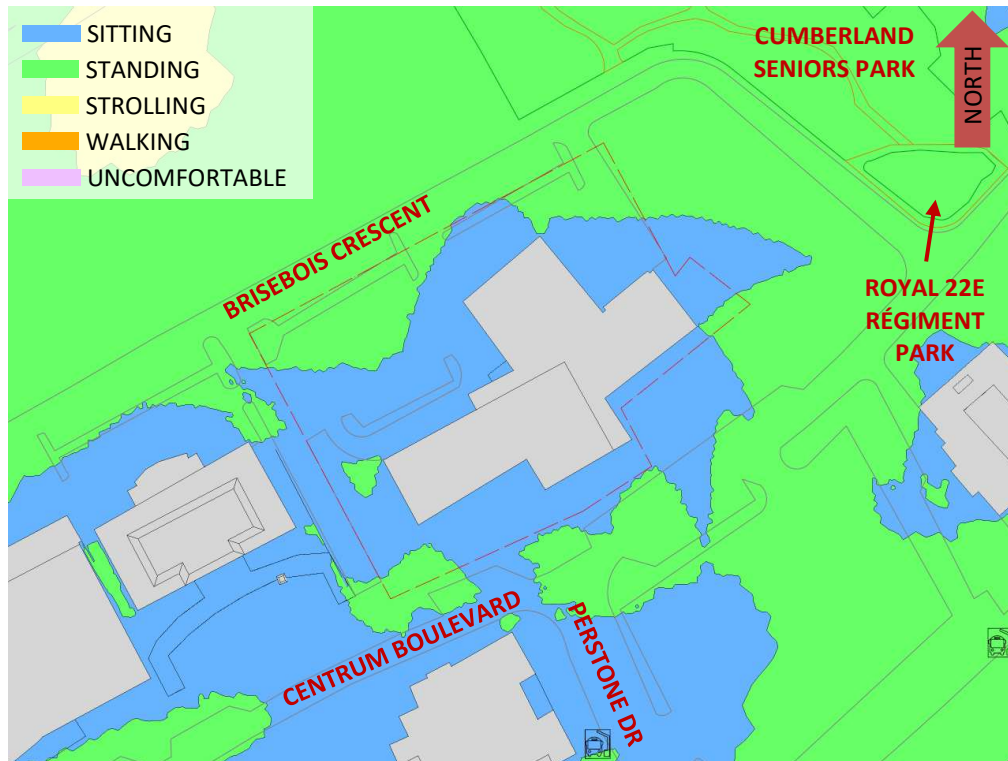 SITTING
STANDING
STROLLING
WALKING
UNCOMFORTABLE
CUMBERLAND
SENIORS PARK
NORTH
BRISEBOIS CRESCENT
ROYAL 22E
RÉGIMENT
PARK
CENTRUM BOULEVARD
PERSTONE DR